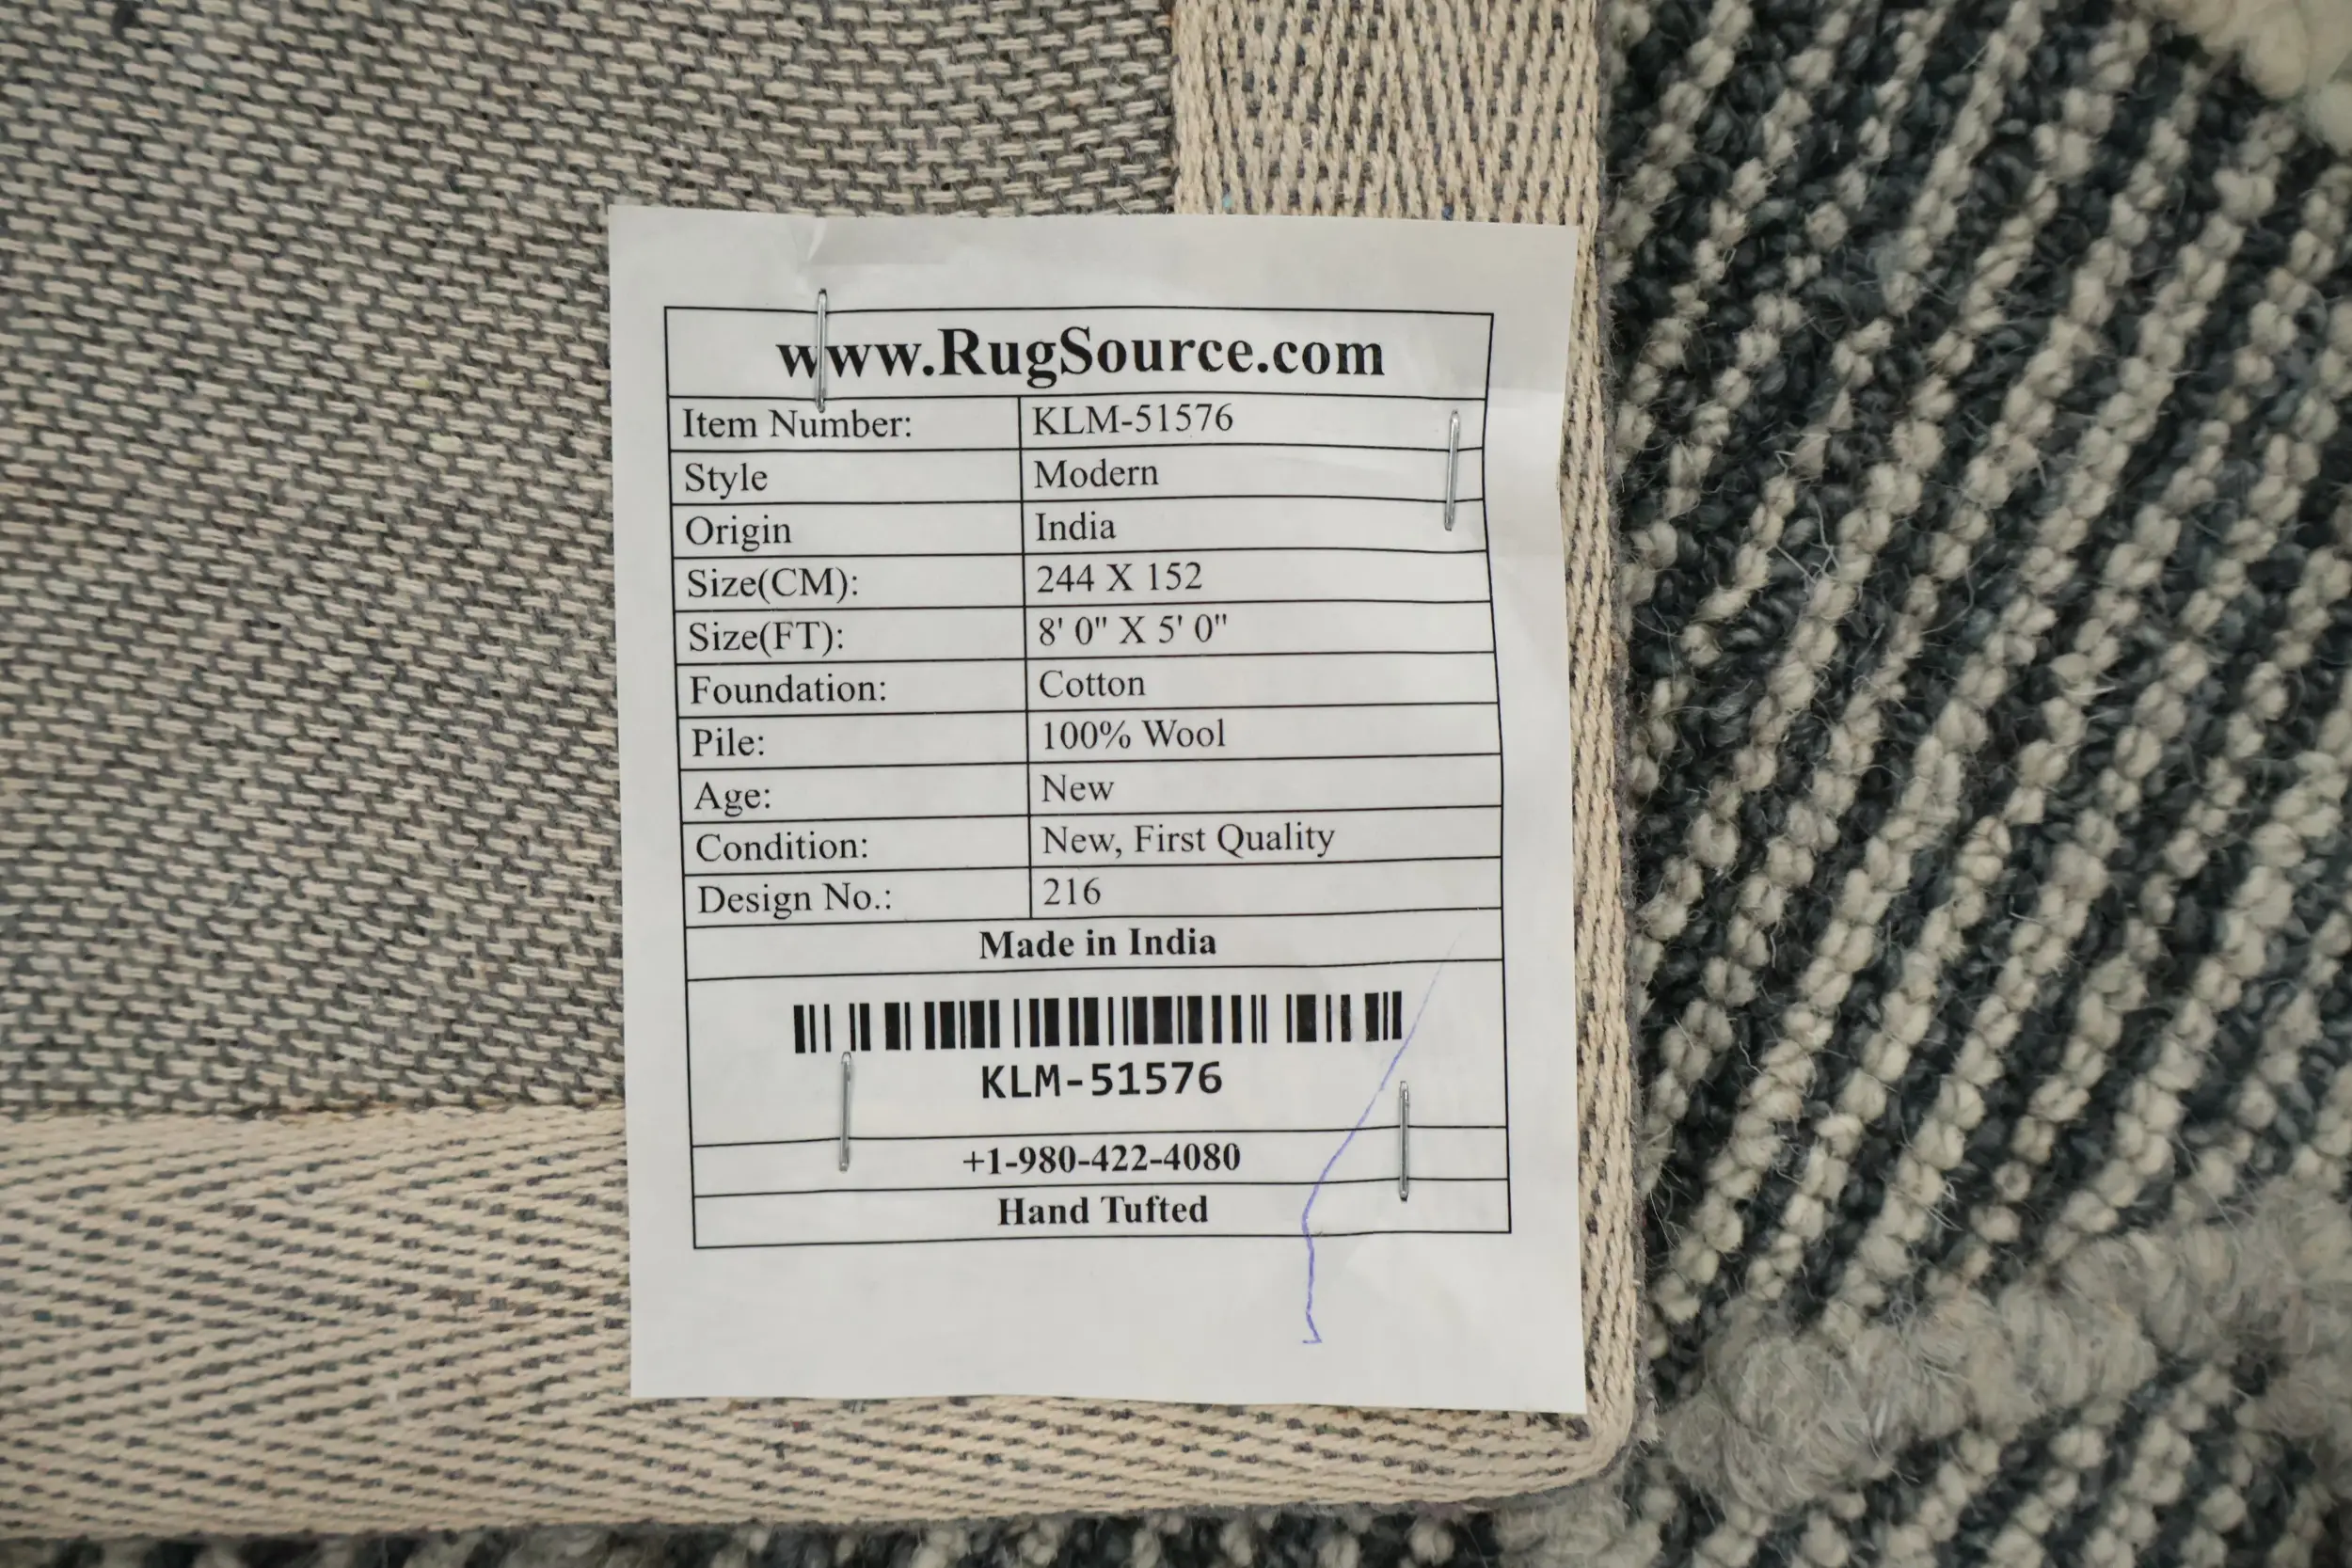 www.RugSource.com
Item Number: KLM-51576
Style Modern
Origin India
Size(CM): 244 X 152
Size(FT): 8' 0" X 5' 0"
Foundation: Cotton
Pile: 100% Wool
Age: New
Condition: New, First Quality
Design No.: 216
Made in India
KLM-51576
+1-980-422-4080
Hand Tufted